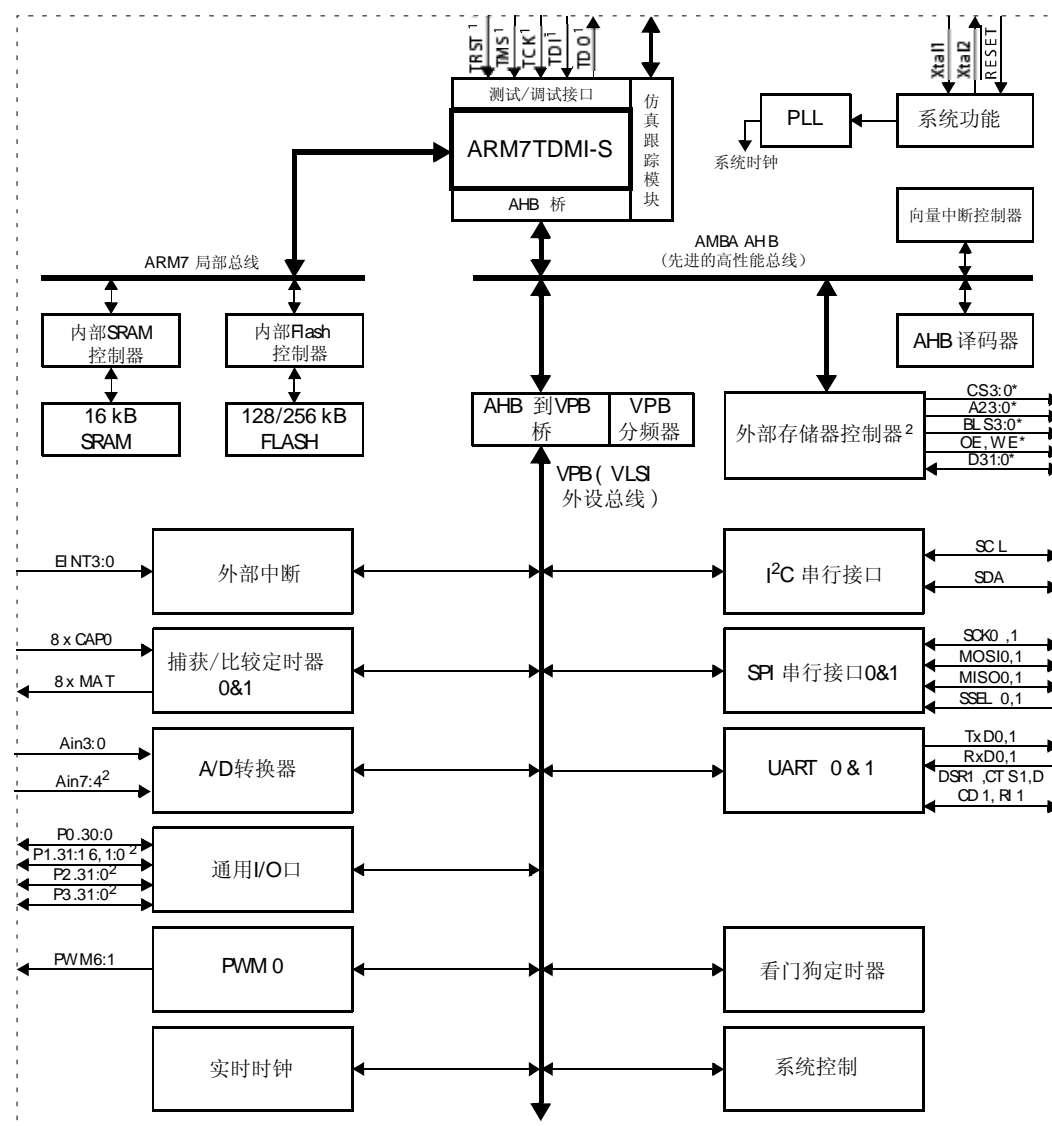 TRST¹
TMS¹
TCK¹
TDI¹
TDO¹
Xtal1
Xtal2
RESET
测试/调试接口
仿真跟踪模块
ARM7TDMI-S
AHB 桥
PLL
系统功能
系统时钟
向量中断控制器
AMBA AHB
(先进的高性能总线)
ARM7 局部总线
内部SRAM
控制器
内部Flash
控制器
AHB 译码器
16 kB
SRAM
128/256 kB
FLASH
AHB 到VPB
桥
VPB
分频器
外部存储器控制器²
CS3:0*
A23:0*
BLS3:0*
OE, WE*
D31:0*
VPB( VLSI
外设总线)
EINT3:0
外部中断
I²C 串行接口
SCL
SDA
8 x CAP0
8 x MAT
捕获/比较定时器
0&1
SPI 串行接口0&1
SCK0 ,1
MOSI0,1
MISO0,1
SSEL 0,1
Ain3:0
Ain7:4²
A/D转换器
UART 0 & 1
TxD0,1
RxD0,1
DSR1 ,CTS1,D
CD1, RI 1
P0.30:0
P1.31:16,1:0²
P2.31:0²
P3.31:0²
通用I/O口
PWM6:1
PWM 0
看门狗定时器
实时时钟
系统控制